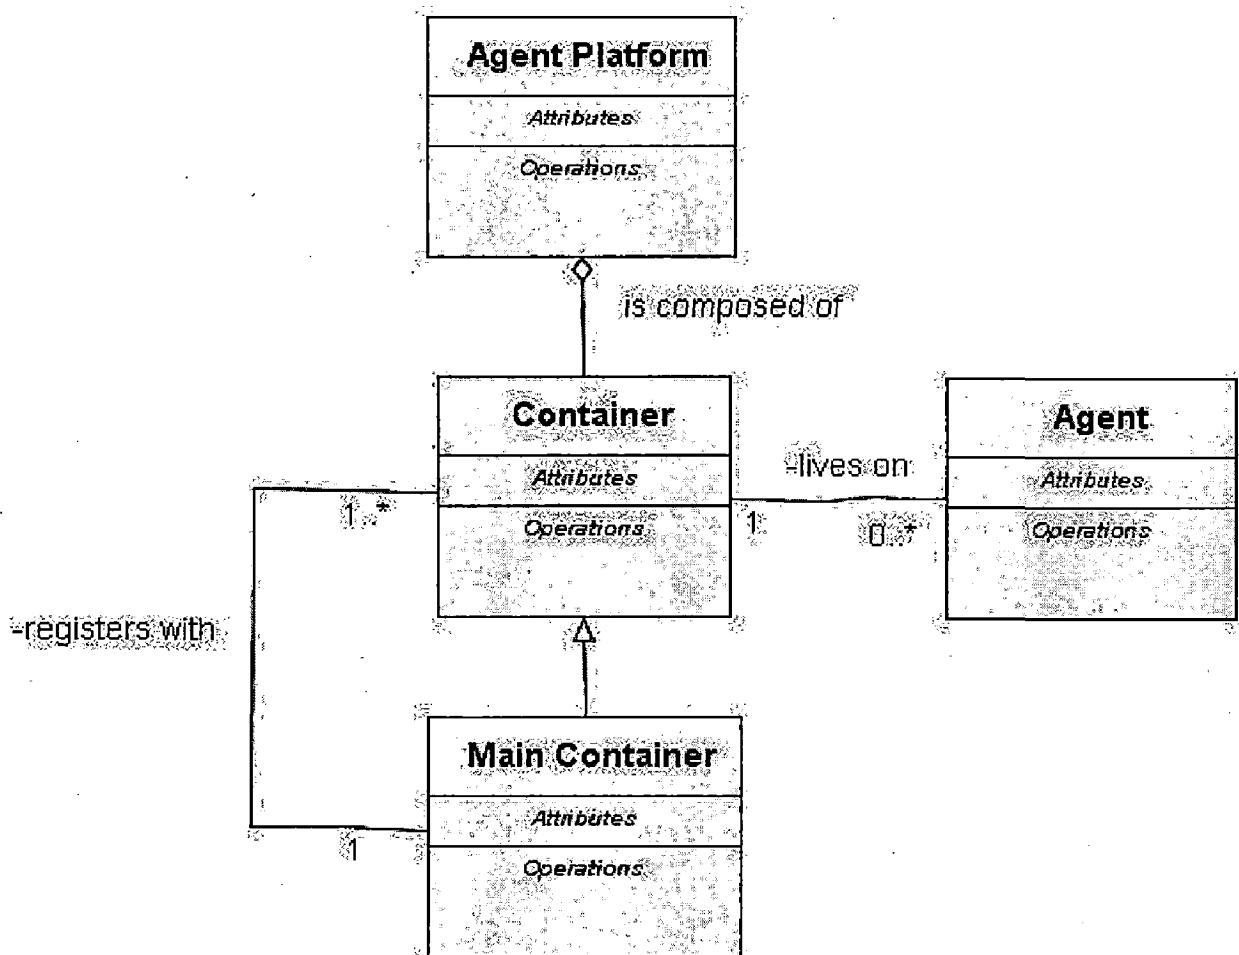 Agent Platform
Attributes
Operations
is composed of
Container
Attributes
Operations
1..*
-lives on
1
0..*
Agent
Attributes
Operations
-registers with
Main Container
Attributes
Operations
1